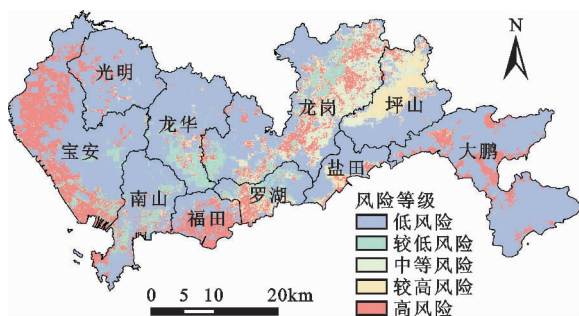 N
光明
龙岗
坪山
龙华
宝安
大鹏
盐田
南山
罗湖
福田
风险等级
低风险
较低风险
中等风险
较高风险
高风险
0 5 10 20km